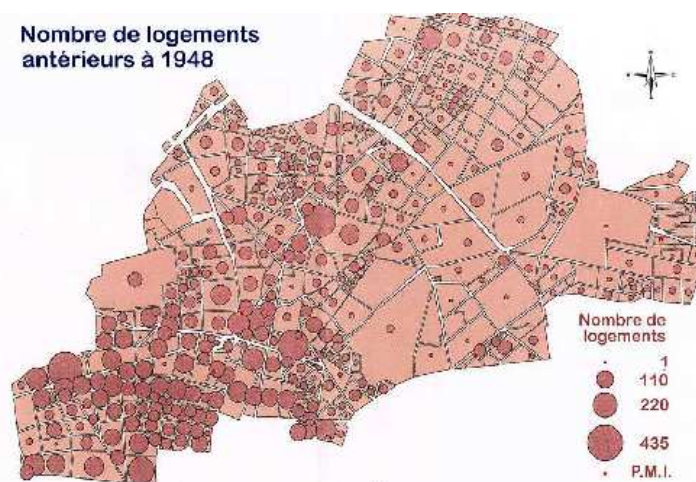 Nombre de logements
antérieurs à 1948
Nombre de
logements
1
110
220
435
P.M.I.